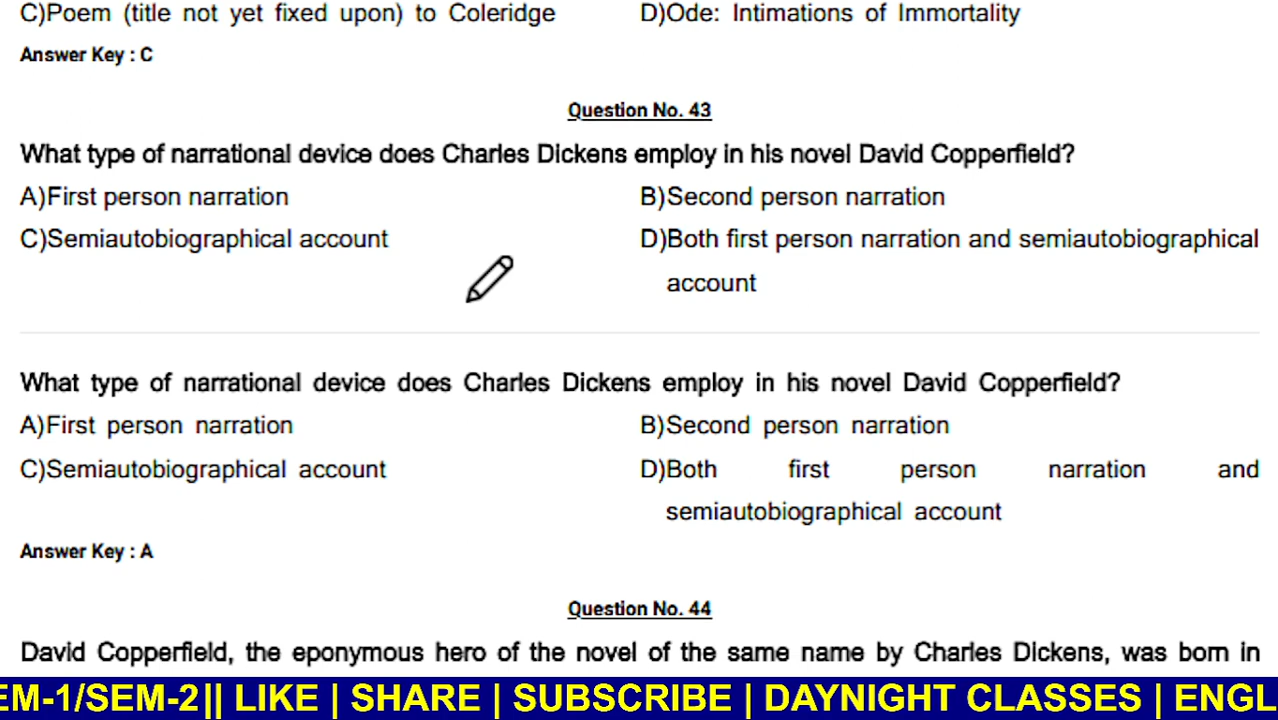 C)Poem (title not yet fixed upon) to Coleridge D)Ode: Intimations of Immortality
Answer Key : C
Question No. 43
What type of narrational device does Charles Dickens employ in his novel David Copperfield?
A)First person narration B)Second person narration
C)Semiautobiographical account D)Both first person narration and semiautobiographical
account
What type of narrational device does Charles Dickens employ in his novel David Copperfield?
A)First person narration B)Second person narration
C)Semiautobiographical account D)Both first person narration and
semiautobiographical account
Answer Key : A
Question No. 44
David Copperfield, the eponymous hero of the novel of the same name by Charles Dickens, was born in
EM-1/SEM-2|| LIKE | SHARE | SUBSCRIBE | DAYNIGHT CLASSES | ENGL